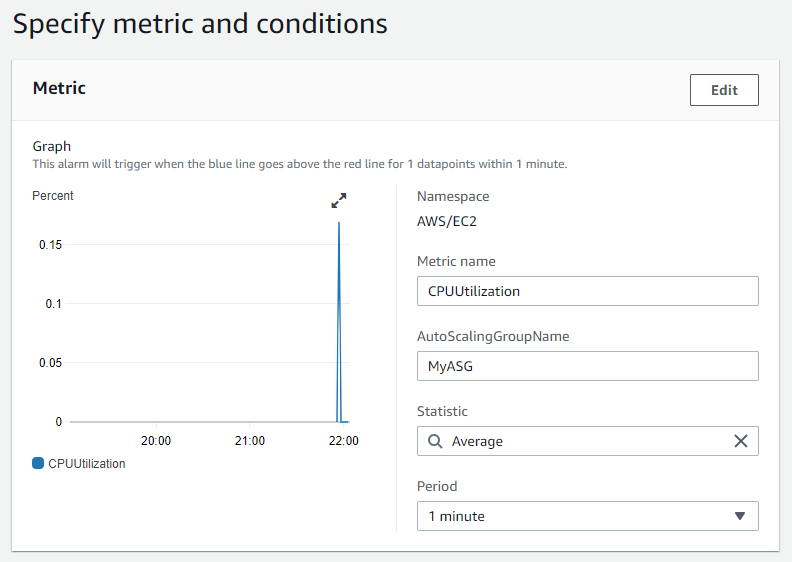 Specify metric and conditions
Metric
Edit
Graph
This alarm will trigger when the blue line goes above the red line for 1 datapoints within 1 minute.
Percent
0.15
0.1
0.05
0
20:00
21:00
22:00
CPUUtilization
Namespace
AWS/EC2
Metric name
CPUUtilization
AutoScalingGroupName
MyASG
Statistic
Average
Period
1 minute